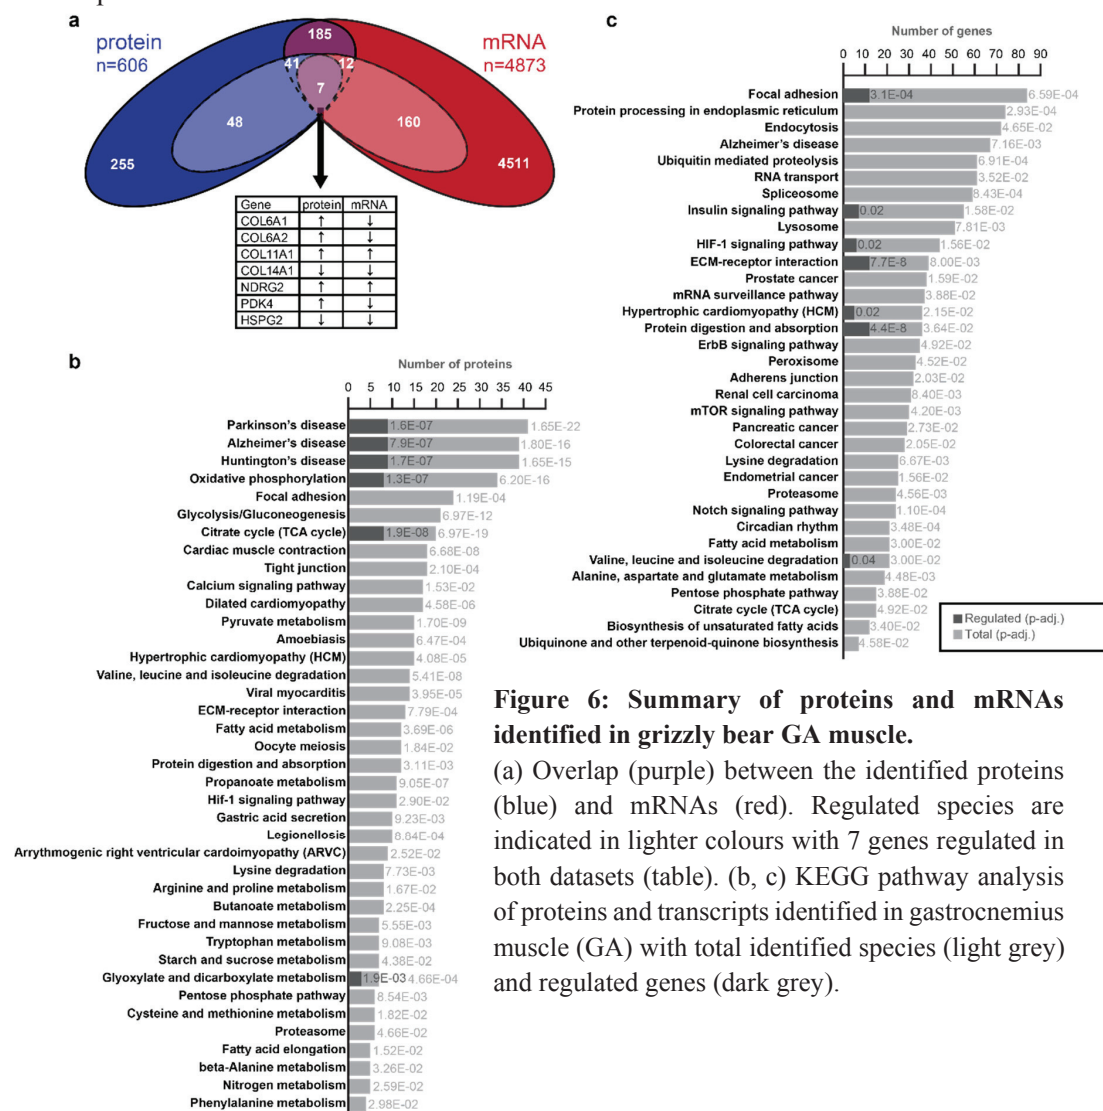 a
protein
n=606
mRNA
n=4873
185
41
12
7
48
160
255
4511
Gene protein mRNA
COL6A1 ↑ ↓
COL6A2 ↑ ↓
COL11A1 ↑ ↑
COL14A1 ↓ ↓
NDRG2 ↑ ↑
PDK4 ↑ ↓
HSPG2 ↓ ↓
b
Number of proteins
0 5 10 15 20 25 30 35 40 45
Parkinson's disease 1.6E-07 1.65E-22
Alzheimer's disease 7.9E-07 1.80E-16
Huntington's disease 1.7E-07 1.65E-15
Oxidative phosphorylation 1.3E-07 6.20E-16
Focal adhesion 1.19E-04
Glycolysis/Gluconeogenesis 6.97E-12
Citrate cycle (TCA cycle) 1.9E-08 6.97E-19
Cardiac muscle contraction 6.68E-08
Tight junction 2.10E-04
Calcium signaling pathway 1.53E-02
Dilated cardiomyopathy 4.58E-06
Pyruvate metabolism 1.70E-09
Amoebiasis 6.47E-04
Hypertrophic cardiomyopathy (HCM) 4.08E-05
Valine, leucine and isoleucine degradation 5.41E-08
Viral myocarditis 3.95E-05
ECM-receptor interaction 7.79E-04
Fatty acid metabolism 3.69E-06
Oocyte meiosis 1.84E-02
Protein digestion and absorption 3.11E-03
Propanoate metabolism 9.05E-07
Hif-1 signaling pathway 2.90E-02
Gastric acid secretion 9.23E-03
Legionellosis 8.84E-04
Arrythmogenic right ventricular cardoimyopathy (ARVC) 2.52E-02
Lysine degradation 7.73E-03
Arginine and proline metabolism 1.67E-02
Butanoate metabolism 2.25E-04
Fructose and mannose metabolism 5.55E-03
Tryptophan metabolism 9.08E-03
Starch and sucrose metabolism 4.38E-02
Glyoxylate and dicarboxylate metabolism 1.9E-03 4.66E-04
Pentose phosphate pathway 8.54E-03
Cysteine and methionine metabolism 1.82E-02
Proteasome 4.66E-02
Fatty acid elongation 1.52E-02
beta-Alanine metabolism 3.26E-02
Nitrogen metabolism 2.59E-02
Phenylalanine metabolism 2.98E-02
c
Number of genes
0 10 20 30 40 50 60 70 80 90
Focal adhesion 3.1E-04 6.59E-04
Protein processing in endoplasmic reticulum 2.93E-04
Endocytosis 4.65E-02
Alzheimer's disease 7.16E-03
Ubiquitin mediated proteolysis 6.91E-04
RNA transport 3.52E-02
Spliceosome 8.43E-04
Insulin signaling pathway 0.02 1.58E-02
Lysosome 7.81E-03
HIF-1 signaling pathway 0.02 1.56E-02
ECM-receptor interaction 7.7E-8 8.00E-03
Prostate cancer 1.59E-02
mRNA surveillance pathway 3.88E-02
Hypertrophic cardiomyopathy (HCM) 0.02 2.15E-02
Protein digestion and absorption 4.4E-8 3.64E-02
ErbB signaling pathway 4.92E-02
Peroxisome 4.52E-02
Adherens junction 2.03E-02
Renal cell carcinoma 8.40E-03
mTOR signaling pathway 4.20E-03
Pancreatic cancer 2.73E-02
Colorectal cancer 2.05E-02
Lysine degradation 6.67E-03
Endometrial cancer 1.56E-02
Proteasome 4.56E-03
Notch signaling pathway 1.10E-04
Circadian rhythm 3.48E-04
Fatty acid metabolism 3.00E-02
Valine, leucine and isoleucine degradation 0.04 3.00E-02
Alanine, aspartate and glutamate metabolism 4.48E-03
Pentose phosphate pathway 3.88E-02
Citrate cycle (TCA cycle) 4.92E-02
Biosynthesis of unsaturated fatty acids 3.40E-02
Ubiquinone and other terpenoid-quinone biosynthesis 4.58E-02
Regulated (p-adj.)
Total (p-adj.)
Figure 6: Summary of proteins and mRNAs
identified in grizzly bear GA muscle.
(a) Overlap (purple) between the identified proteins
(blue) and mRNAs (red). Regulated species are
indicated in lighter colours with 7 genes regulated in
both datasets (table). (b, c) KEGG pathway analysis
of proteins and transcripts identified in gastrocnemius
muscle (GA) with total identified species (light grey)
and regulated genes (dark grey).